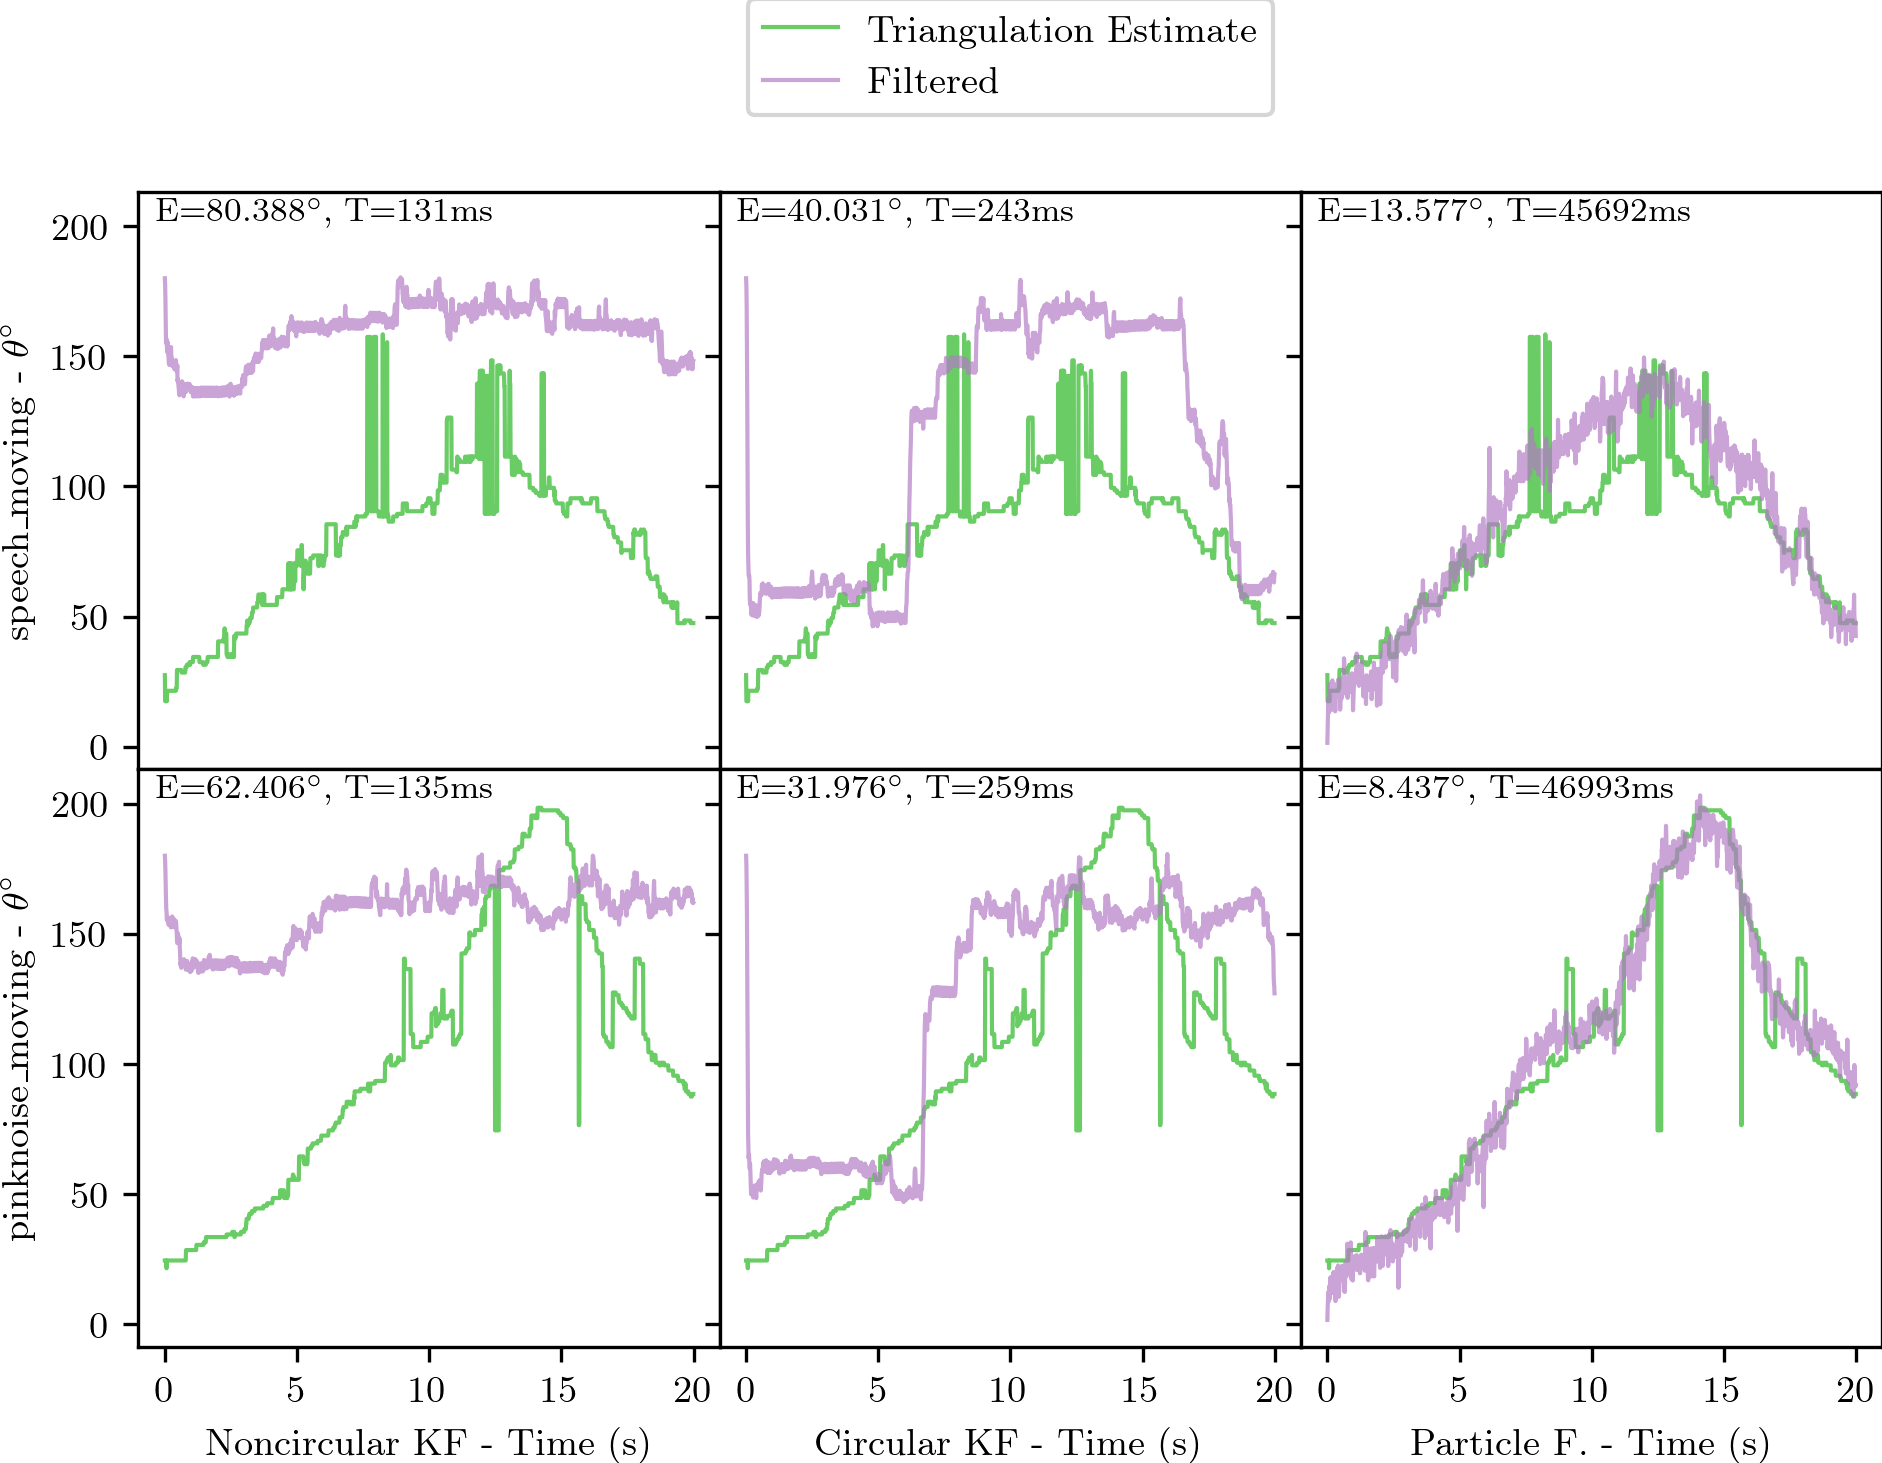 Triangulation Estimate
Filtered
E=80.388°, T=131ms
E=40.031°, T=243ms
E=13.577°, T=45692ms
200
150
100
50
0
speech_moving - θ°
E=62.406°, T=135ms
E=31.976°, T=259ms
E=8.437°, T=46993ms
200
150
100
50
0
pinknoise_moving - θ°
0 5 10 15 20
0 5 10 15 20
0 5 10 15 20
Noncircular KF - Time (s)
Circular KF - Time (s)
Particle F. - Time (s)